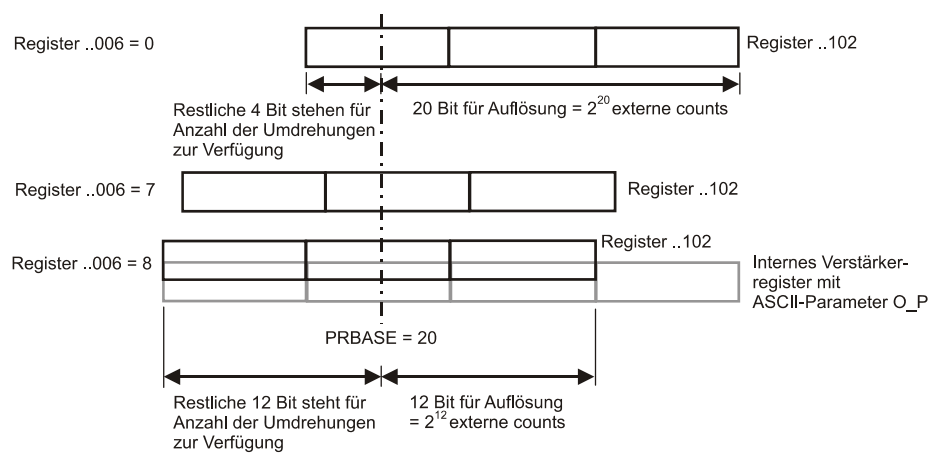 Register ..006 = 0
Register ..102
Restliche 4 Bit stehen für
Anzahl der Umdrehungen
zur Verfügung
20 Bit für Auflösung = 2^20 externe counts
Register ..006 = 7
Register ..102
Register ..006 = 8
Register ..102
Internes Verstärker-
register mit
ASCII-Parameter O_P
PRBASE = 20
Restliche 12 Bit steht für
Anzahl der Umdrehungen
zur Verfügung
12 Bit für Auflösung
= 2^12 externe counts